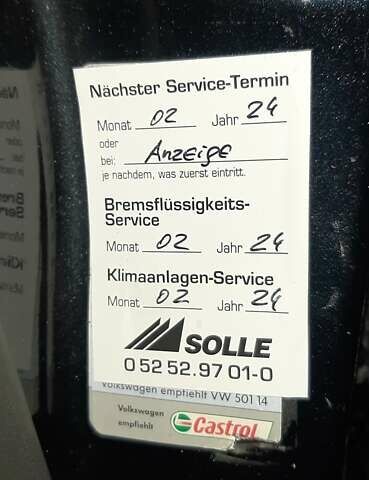 Nächster Service-Termin
Monat 02 Jahr 24
oder
bei: Anzeige
je nachdem, was zuerst eintritt.
Bremsflüssigkeits-
Service
Monat 02 Jahr 24
Klimaanlagen-Service
Monat 02 Jahr 24
SOLLE
0 52 52.97 01-0
Volkswagen empfiehlt VW 501 14
Volkswagen
empfiehlt
Castrol